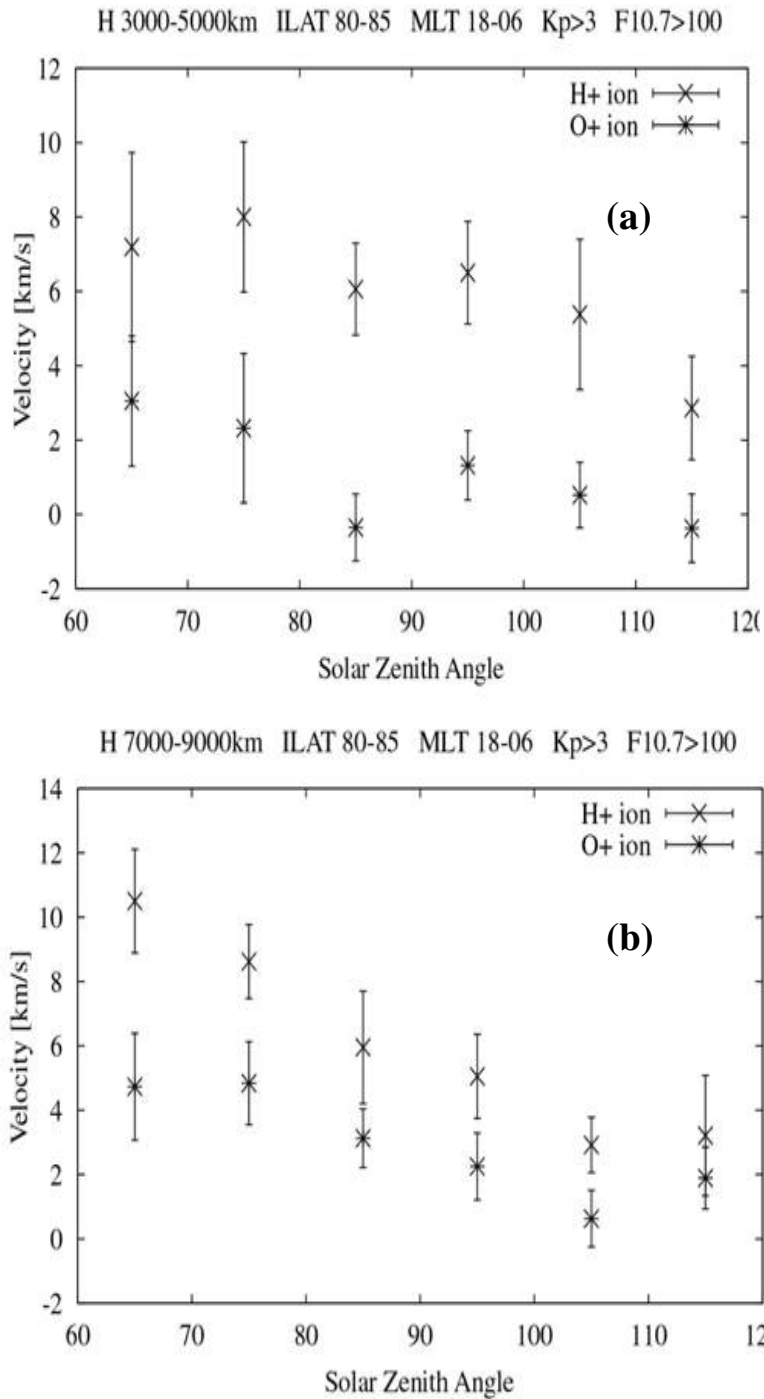 H 3000-5000km ILAT 80-85 MLT 18-06 Kp>3 F10.7>100
12
10
8
6
4
2
0
-2
Velocity [km/s]
H+ ion
O+ ion
(a)
60 70 80 90 100 110 120
Solar Zenith Angle
H 7000-9000km ILAT 80-85 MLT 18-06 Kp>3 F10.7>100
14
12
10
8
6
4
2
0
-2
Velocity [km/s]
H+ ion
O+ ion
(b)
60 70 80 90 100 110 12
Solar Zenith Angle